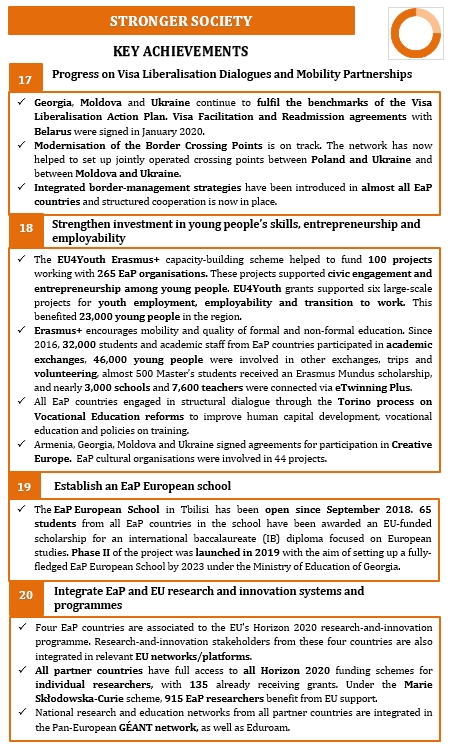 STRONGER SOCIETY
KEY ACHIEVEMENTS
17 Progress on Visa Liberalisation Dialogues and Mobility Partnerships
✓ Georgia, Moldova and Ukraine continue to fulfil the benchmarks of the Visa
Liberalisation Action Plan. Visa Facilitation and Readmission agreements with
Belarus were signed in January 2020.
✓ Modernisation of the Border Crossing Points is on track. The network has now
helped to set up jointly operated crossing points between Poland and Ukraine and
between Moldova and Ukraine.
✓ Integrated border-management strategies have been introduced in almost all EaP
countries and structured cooperation is now in place.
18 Strengthen investment in young people's skills, entrepreneurship and
employability
✓ The EU4Youth Erasmus+ capacity-building scheme helped to fund 100 projects
working with 265 EaP organisations. These projects supported civic engagement and
entrepreneurship among young people. EU4Youth grants supported six large-scale
projects for youth employment, employability and transition to work. This
benefited 23,000 young people in the region.
✓ Erasmus+ encourages mobility and quality of formal and non-formal education. Since
2016, 32,000 students and academic staff from EaP countries participated in academic
exchanges, 46,000 young people were involved in other exchanges, trips and
volunteering, almost 500 Master's students received an Erasmus Mundus scholarship,
and nearly 3,000 schools and 7,600 teachers were connected via eTwinning Plus.
✓ All EaP countries engaged in structural dialogue through the Torino process on
Vocational Education reforms to improve human capital development, vocational
education and policies on training.
✓ Armenia, Georgia, Moldova and Ukraine signed agreements for participation in Creative
Europe. EaP cultural organisations were involved in 44 projects.
19 Establish an EaP European school
✓ The EaP European School in Tbilisi has been open since September 2018. 65
students from all EaP countries in the school have been awarded an EU-funded
scholarship for an international baccalaureate (IB) diploma focused on European
studies. Phase II of the project was launched in 2019 with the aim of setting up a fully-
fledged EaP European School by 2023 under the Ministry of Education of Georgia.
20 Integrate EaP and EU research and innovation systems and
programmes
✓ Four EaP countries are associated to the EU's Horizon 2020 research-and-innovation
programme. Research-and-innovation stakeholders from these four countries are also
integrated in relevant EU networks/platforms.
✓ All partner countries have full access to all Horizon 2020 funding schemes for
individual researchers, with 135 already receiving grants. Under the Marie
Skłodowska-Curie scheme, 915 EaP researchers benefit from EU support.
✓ National research and education networks from all partner countries are integrated in
the Pan-European GÉANT network, as well as Eduroam.